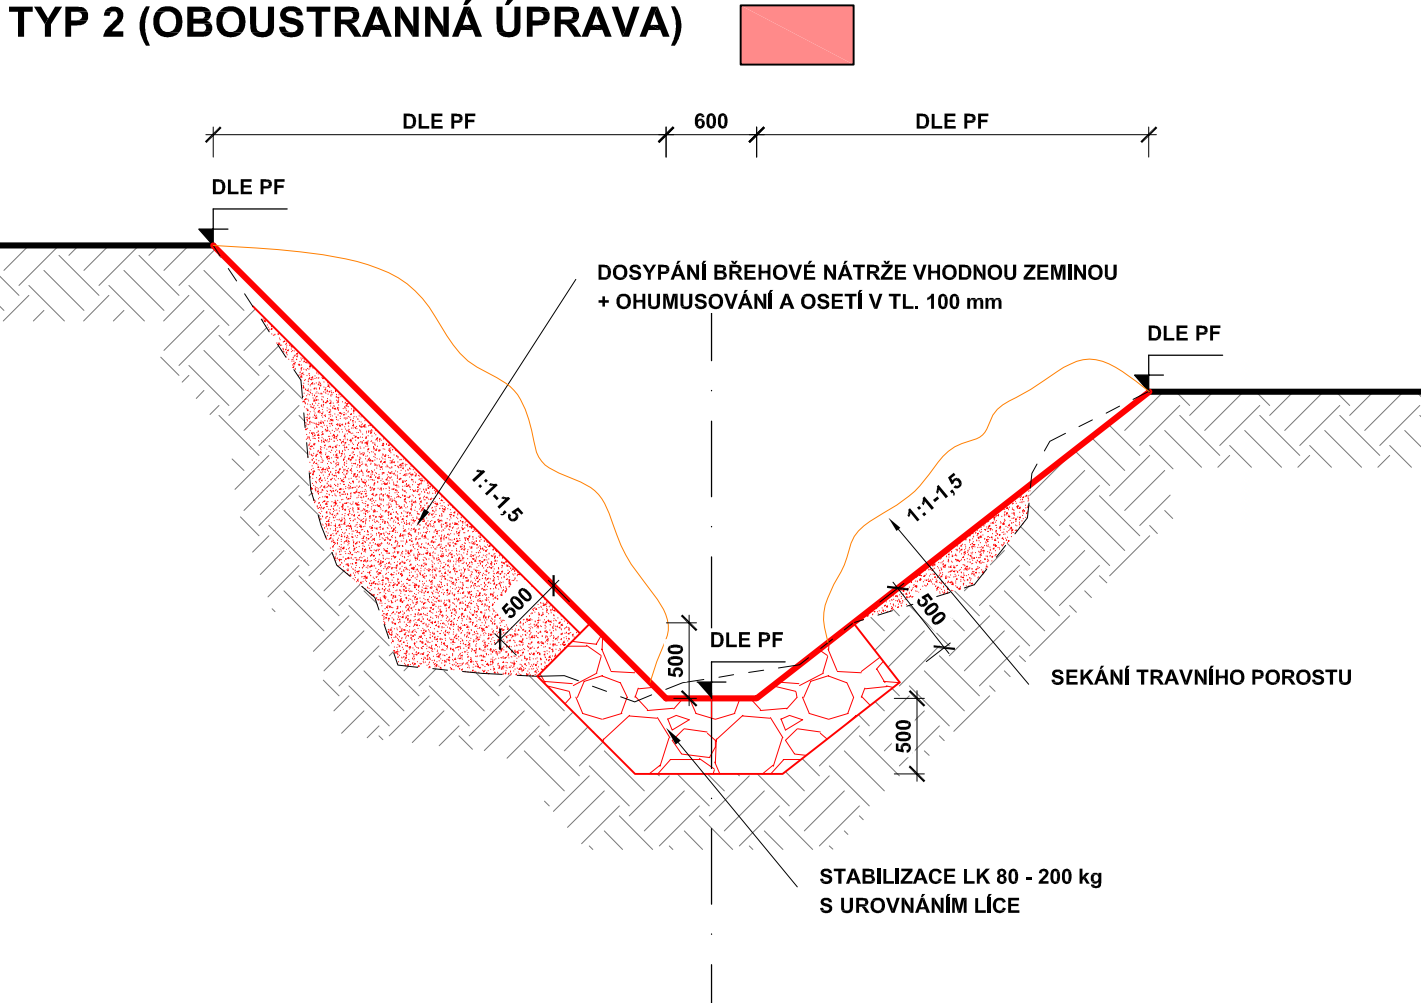 TYP 2 (OBOUSTRANNÁ ÚPRAVA)
DLE PF
600
DLE PF
DLE PF
DOSYPÁNÍ BŘEHOVÉ NÁTRŽE VHODNOU ZEMINOU
+ OHUMUSOVÁNÍ A OSETÍ V TL. 100 mm
DLE PF
1:1-1,5
1:1-1,5
500
500
500
DLE PF
SEKÁNÍ TRAVNÍHO POROSTU
500
STABILIZACE LK 80 - 200 kg
S UROVNÁNÍM LÍCE